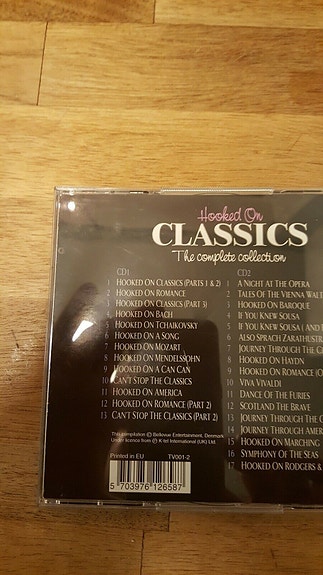 Hooked On
CLASSICS
The complete collection
CD1
1 HOOKED ON CLASSICS (PARTS 1 & 2)
2 HOOKED ON ROMANCE
3 HOOKED ON CLASSICS (PART 3)
4 HOOKED ON BACH
5 HOOKED ON TCHAIKOVSKY
6 HOOKED ON A SONG
7 HOOKED ON MOZART
8 HOOKED ON MENDELSSOHN
9 HOOKED ON A CAN CAN
10 CAN'T STOP THE CLASSICS
11 HOOKED ON AMERICA
12 HOOKED ON ROMANCE (PART 2)
13 CAN'T STOP THE CLASSICS (PART 2)
CD2
1 A NIGHT AT THE OPERA
2 TALES OF THE VIENNA WALT
3 HOOKED ON BAROQUE
4 IF YOU KNEW SOUSA
5 IF YOU KNEW SOUSA ( AND F
6 ALSO SPRACH ZARATHUSTR
7 JOURNEY THROUGH THE C
8 HOOKED ON HAYDN
9 HOOKED ON ROMANCE (O
10 VIVA VIVALDI
11 DANCE OF THE FURIES
12 SCOTLAND THE BRAVE
13 JOURNEY THROUGH THE C
14 JOURNEY THROUGH AMER
15 HOOKED ON MARCHING
16 SYMPHONY OF THE SEAS
17 HOOKED ON RODGERS &
This compilation ℗ Bellevue Entertainment, Denmark
Under licence from ℗ K-tel International (UK) Ltd.
Printed in EU TV001-2
5 703976 126587